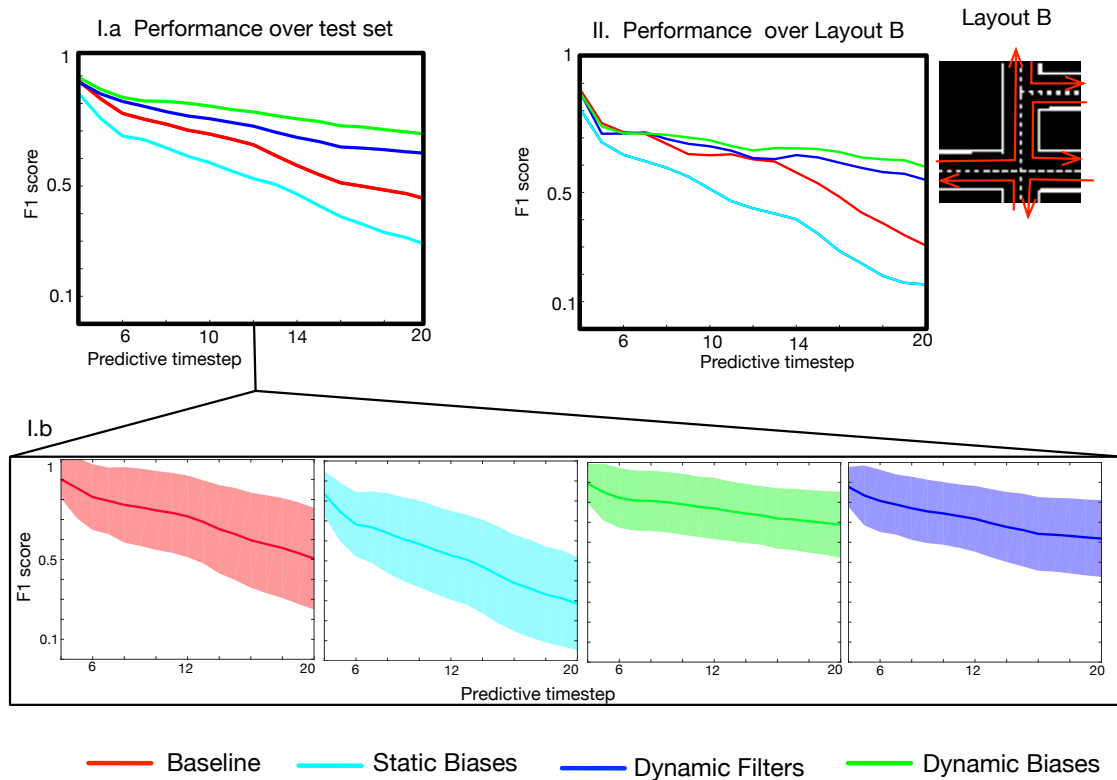 I.a Performance over test set
II. Performance over Layout B
Layout B
1
0.5
0.1
F1 score
6 10 14 20
Predictive timestep
1
0.5
0.1
F1 score
6 10 14 20
Predictive timestep
I.b
1
0.5
0.1
F1 score
6 12 20
6 12 20
6 12 20
6 12 20
Predictive timestep
Baseline Static Biases Dynamic Filters Dynamic Biases